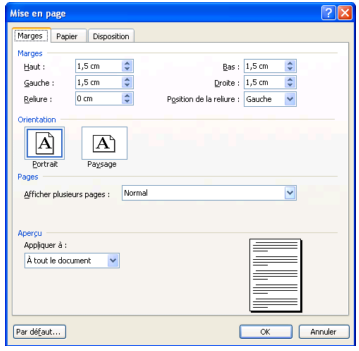 Mise en page
Marges Papier Disposition
Marges
Haut : 1,5 cm Bas : 1,5 cm
Gauche : 1,5 cm Droite : 1,5 cm
Reliure : 0 cm Position de la reliure : Gauche
Orientation
A A
Portrait Paysage
Pages
Afficher plusieurs pages : Normal
Aperçu
Appliquer à :
À tout le document
Par défaut... OK Annuler